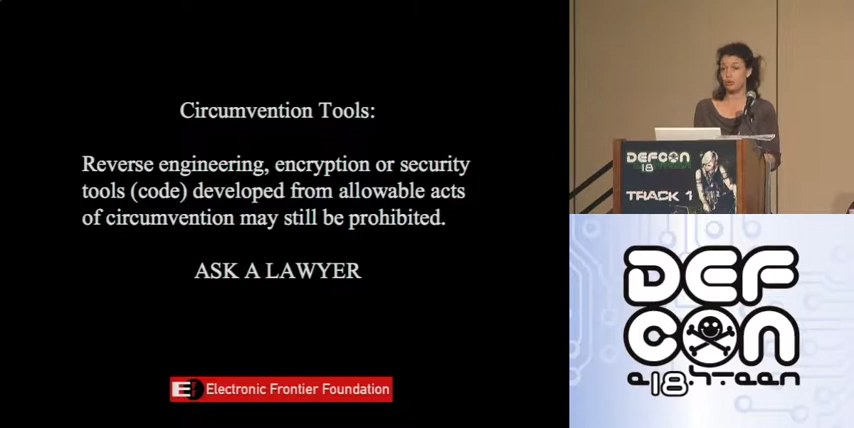 Circumvention Tools:
Reverse engineering, encryption or security
tools (code) developed from allowable acts
of circumvention may still be prohibited.
ASK A LAWYER
Electronic Frontier Foundation
DEFCON
18
TRACK 1
DEF
CON
18